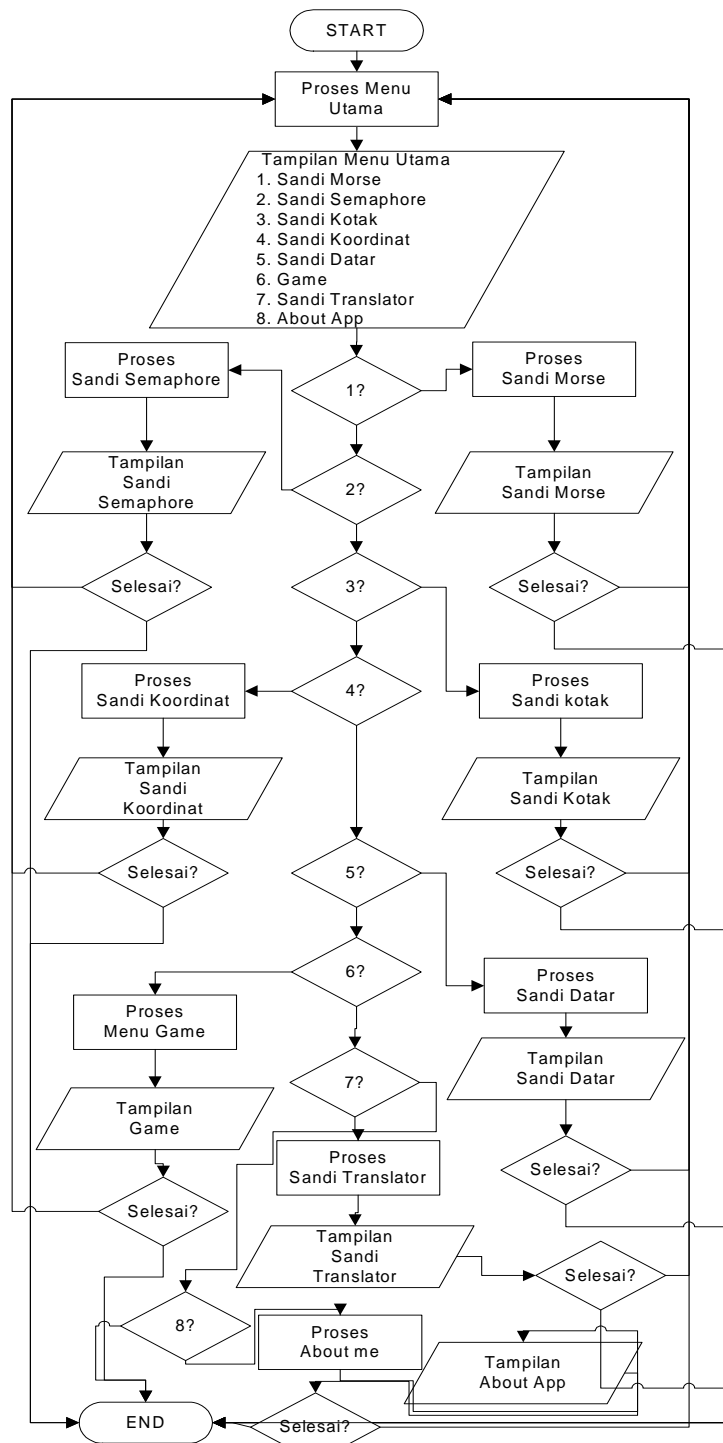 START
Proses Menu
Utama
Tampilan Menu Utama
1. Sandi Morse
2. Sandi Semaphore
3. Sandi Kotak
4. Sandi Koordinat
5. Sandi Datar
6. Game
7. Sandi Translator
8. About App
Proses
Sandi Semaphore
1?
Proses
Sandi Morse
Tampilan
Sandi
Semaphore
2?
Tampilan
Sandi Morse
Selesai?
3?
Selesai?
Proses
Sandi Koordinat
4?
Proses
Sandi kotak
Tampilan
Sandi
Koordinat
Tampilan
Sandi Kotak
Selesai?
5?
Selesai?
Proses
Menu Game
6?
Proses
Sandi Datar
Tampilan
Game
7?
Tampilan
Sandi Datar
Proses
Sandi Translator
Selesai?
Selesai?
Tampilan
Sandi
Translator
Selesai?
8?
Proses
About me
Tampilan
About App
END
Selesai?